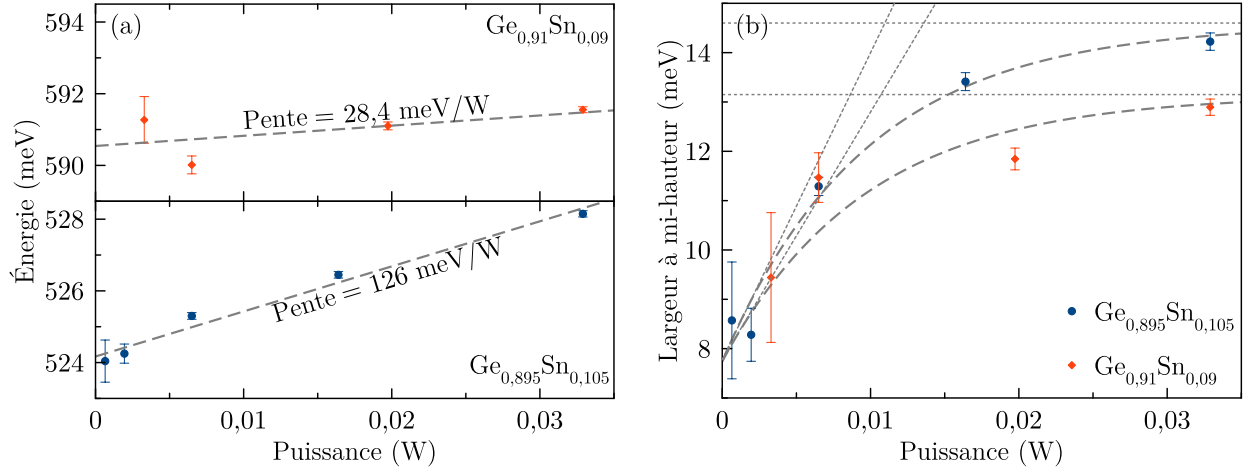 (a)
Ge0,91Sn0,09
594
592
590
Pente = 28,4 meV/W
Énergie (meV)
528
526
524
Pente = 126 meV/W
Ge0,895Sn0,105
0
0,01
0,02
0,03
Puissance (W)
(b)
14
12
10
8
Largeur à mi-hauteur (meV)
Ge0,895Sn0,105
Ge0,91Sn0,09
0
0,01
0,02
0,03
Puissance (W)